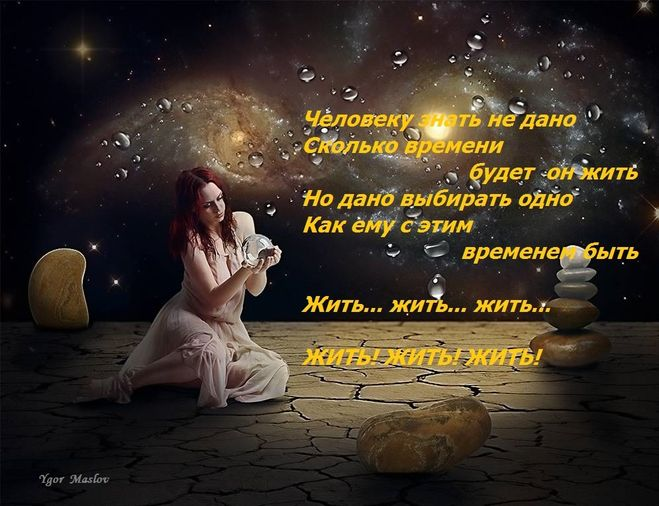 Человеку знать не дано
Сколько времени
будет он жить
Но дано выбирать одно
Как ему с этим
временем быть
Жить... жить... жить...
ЖИТЬ! ЖИТЬ! ЖИТЬ!
Ygor Maslov